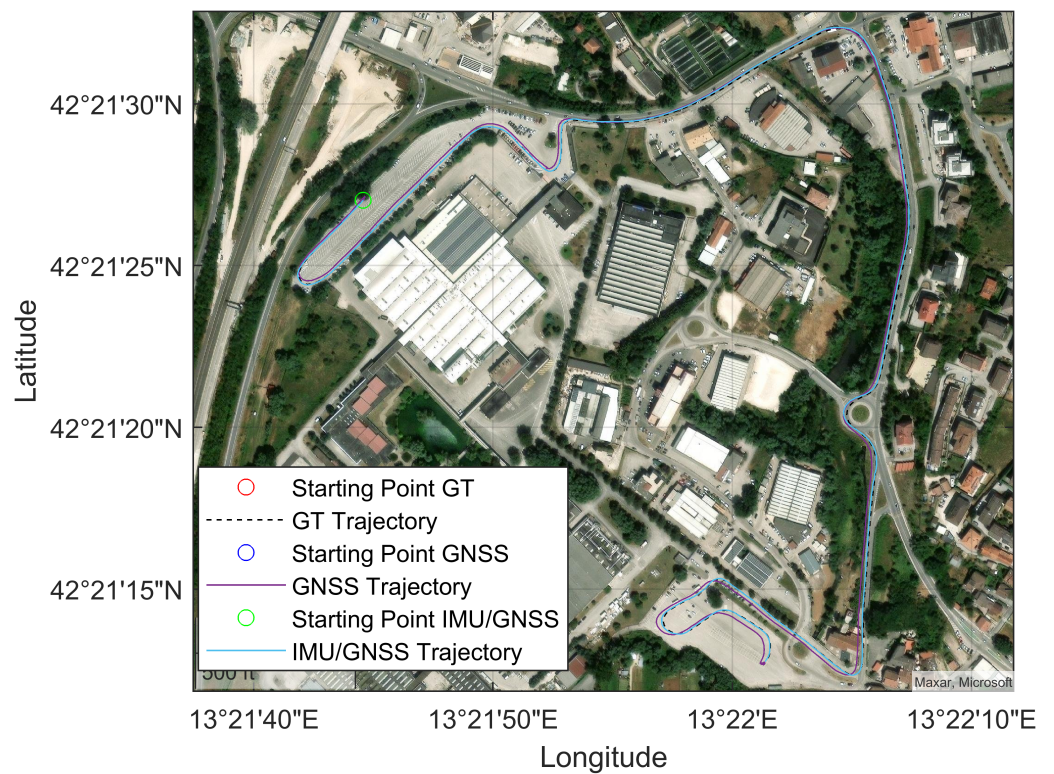 Latitude
42°21'30"N
42°21'25"N
42°21'20"N
42°21'15"N
Starting Point GT
GT Trajectory
Starting Point GNSS
GNSS Trajectory
Starting Point IMU/GNSS
IMU/GNSS Trajectory
500 ft
Maxar, Microsoft
13°21'40"E
13°21'50"E
13°22'E
13°22'10"E
Longitude